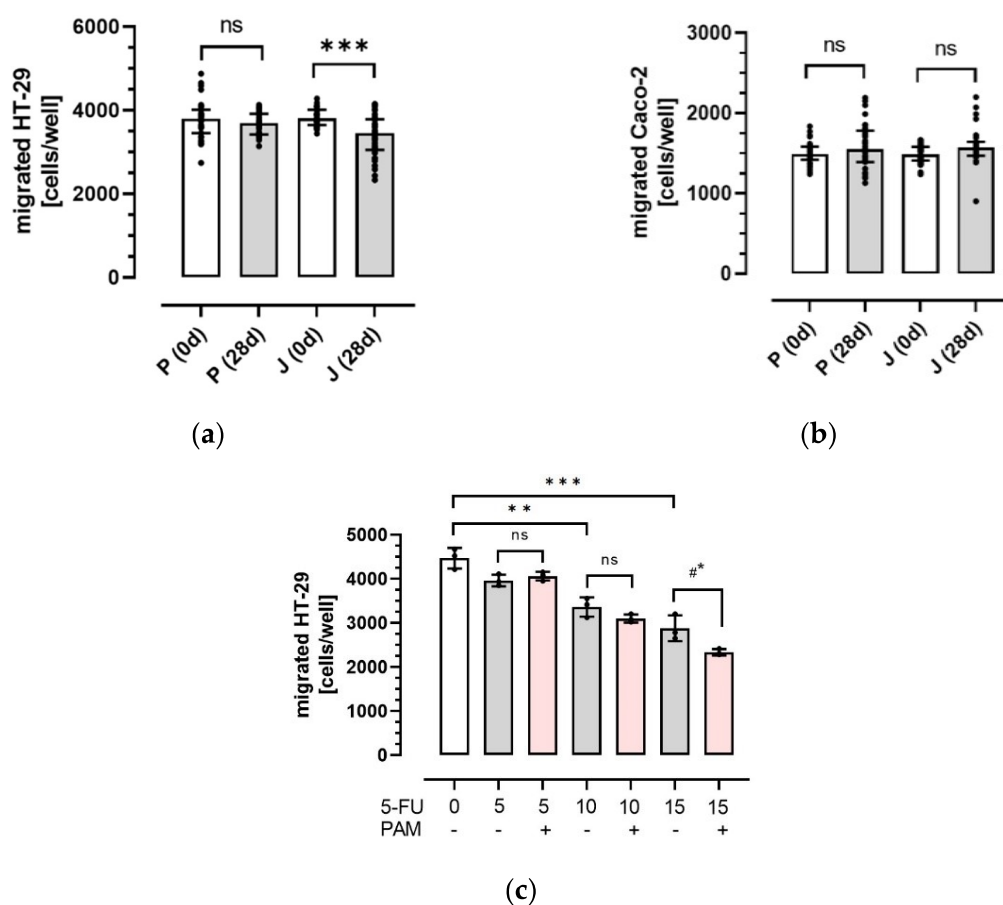 6000
4000
2000
0
migrated HT-29
[cells/well]
ns
***
P (0d)
P (28d)
J (0d)
J (28d)
(a)
3000
2000
1000
0
migrated Caco-2
[cells/well]
ns
ns
P (0d)
P (28d)
J (0d)
J (28d)
(b)
5000
4000
3000
2000
1000
0
migrated HT-29
[cells/well]
***
**
ns
ns
#*
5-FU 0 5 5 10 10 15 15
PAM - - + - + - +
(c)